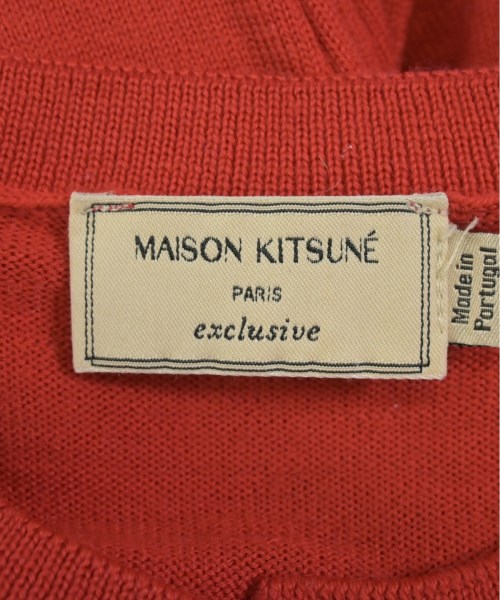 MAISON KITSUNÉ
PARIS
exclusive
Made in
Portugal